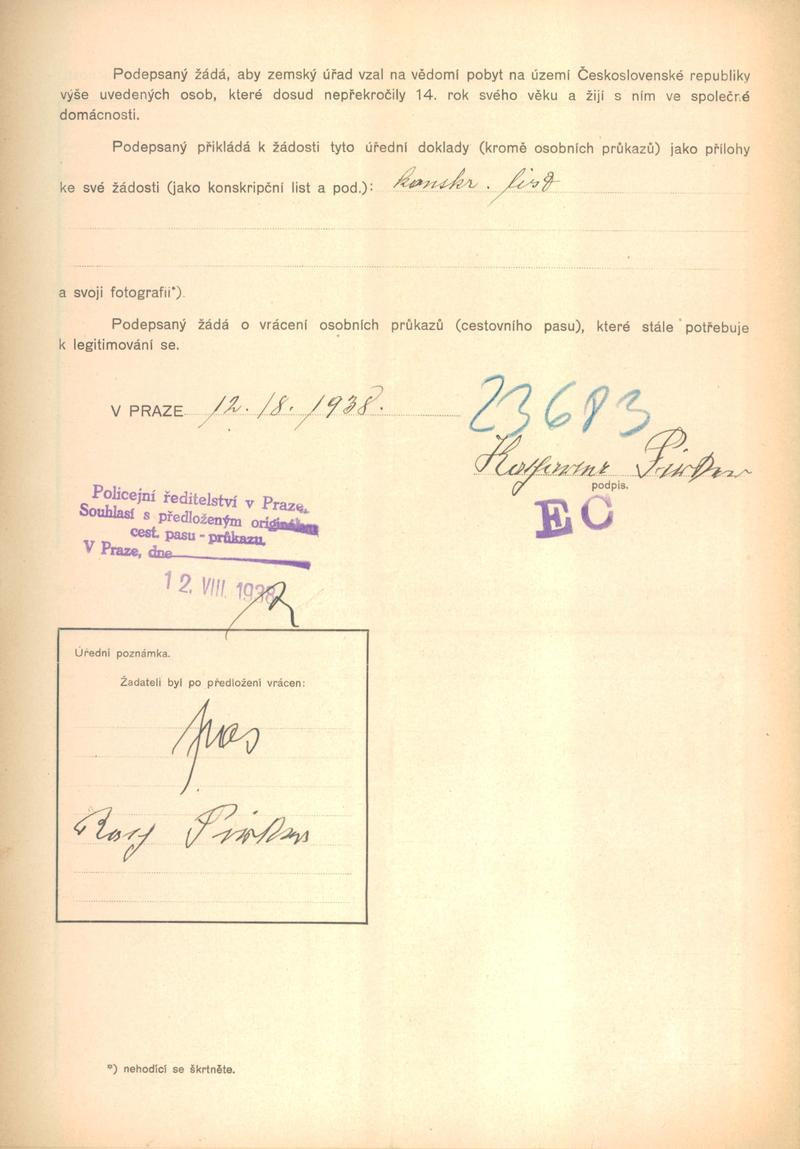 Podepsaný žádá, aby zemský úřad vzal na vědomí pobyt na území Československé republiky
výše uvedených osob, které dosud nepřekročily 14. rok svého věku a žijí s ním ve společné
domácnosti.
Podepsaný přikládá k žádosti tyto úřední doklady (kromě osobních průkazů) jako přílohy
ke své žádosti (jako konskripční list a pod.): konskr. list
a svoji fotografii*).
Podepsaný žádá o vrácení osobních průkazů (cestovního pasu), které stále potřebuje
k legitimování se.
V PRAZE 12./8. 1938.
23683
podpis.
EC
Policejní ředitelství v Praze,
Souhlasí s předloženým originálem
cest. pasu - průkazu.
V Praze, dne
12. VIII. 1938
Úřední poznámka.
Žadateli byl po předložení vrácen:
pas
*) nehodící se škrtněte.